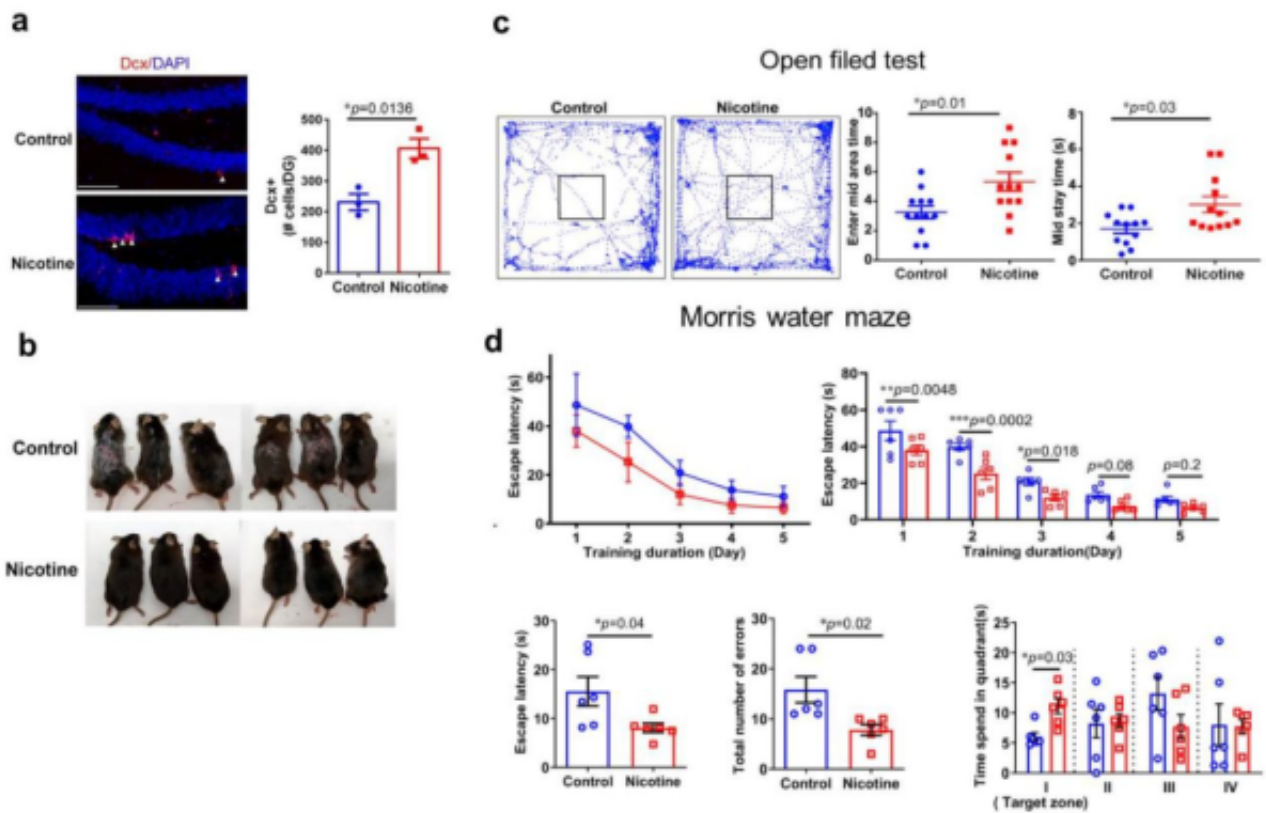 a
Dcx/DAPI
Control
Nicotine
*p=0.0136
Dcx+
(# cells/DG)
500
400
300
200
100
0
Control Nicotine
b
Control
Nicotine
c
Open filed test
Control
Nicotine
*p=0.01
Enter mid area time
10
8
6
4
2
0
Control
Nicotine
*p=0.03
Mid stay time (s)
8
6
4
2
0
Control
Nicotine
Morris water maze
d
Escape latency (s)
60
40
20
0
1 2 3 4 5
Training duration (Day)
Escape latency (s)
80
60
40
20
0
**p=0.0048
***p=0.0002
*p=0.018
p=0.08
p=0.2
1 2 3 4 5
Training duration(Day)
Escape latency (s)
30
20
10
0
*p=0.04
Control
Nicotine
Total number of errors
30
20
10
0
*p=0.02
Control
Nicotine
Time spend in quadrant(s)
25
20
15
10
5
0
*p=0.03
I II III IV
( Target zone)